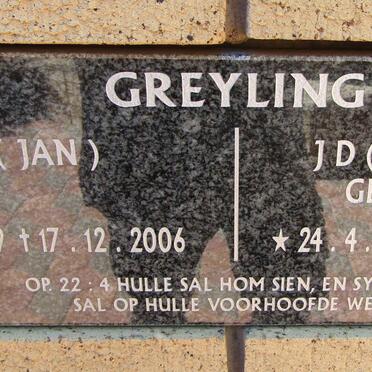 GREYLING
( JAN ) J D (
† 17 . 12 . 2006 ★ 24 . 4 .
OP. 22 : 4 HULLE SAL HOM SIEN, EN SY
SAL OP HULLE VOORHOOFDE WE